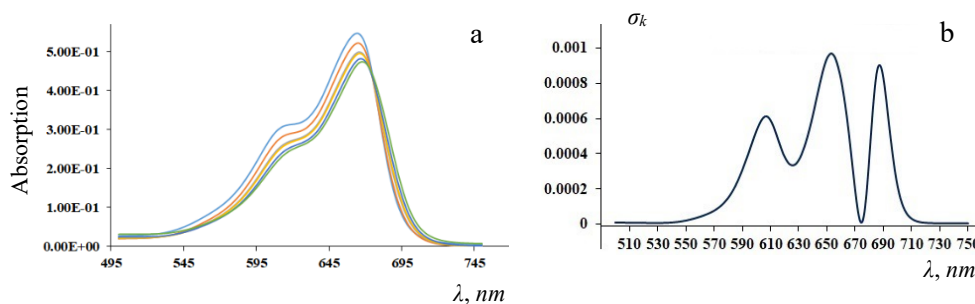 a
Absorption
5.00E-01
4.00E-01
3.00E-01
2.00E-01
1.00E-01
0.00E+00
495 545 595 645 695 745
λ, nm
σk
b
0.001
0.0008
0.0006
0.0004
0.0002
0
510 530 550 570 590 610 630 650 670 690 710 730 750
λ, nm